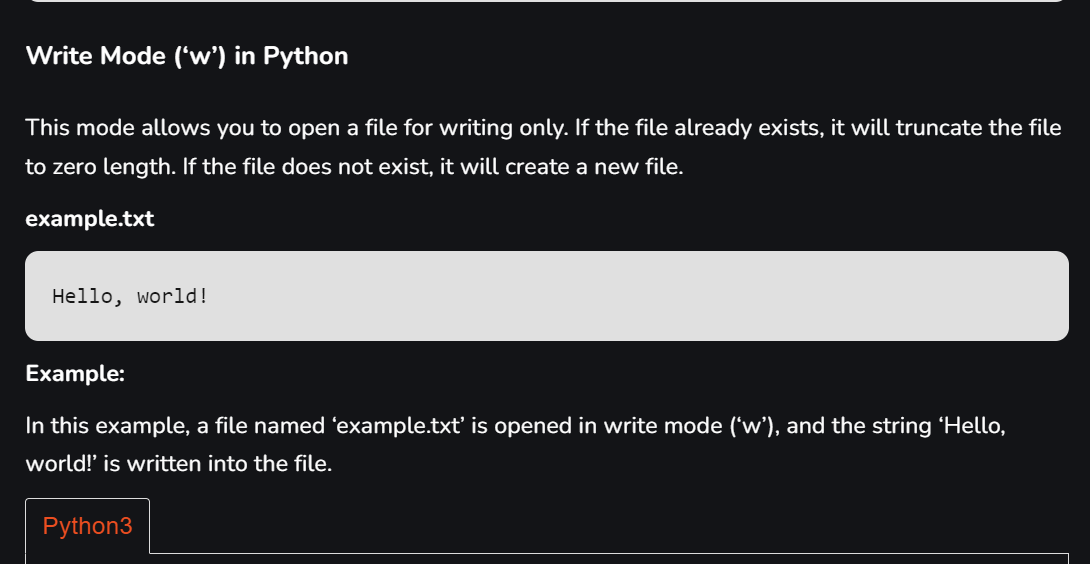 Write Mode (‘w’) in Python
This mode allows you to open a file for writing only. If the file already exists, it will truncate the file
to zero length. If the file does not exist, it will create a new file.
example.txt
Hello, world!
Example:
In this example, a file named ‘example.txt’ is opened in write mode (‘w’), and the string ‘Hello,
world!’ is written into the file.
Python3